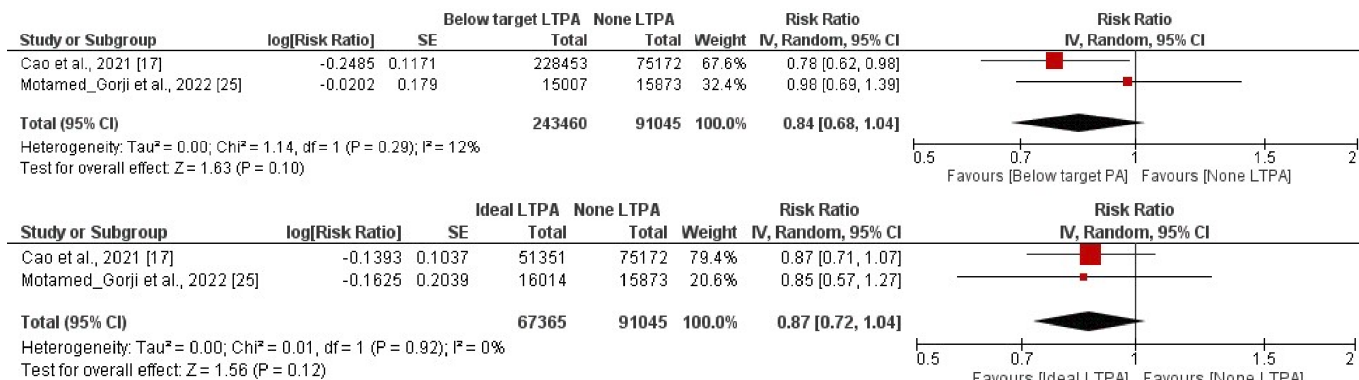 Below target LTPA None LTPA Risk Ratio Risk Ratio
Study or Subgroup log[Risk Ratio] SE Total Total Weight IV, Random, 95% CI IV, Random, 95% CI
Cao et al., 2021 [17] -0.2485 0.1171 228453 75172 67.6% 0.78 [0.62, 0.98]
Motamed_Gorji et al., 2022 [25] -0.0202 0.179 15007 15873 32.4% 0.98 [0.69, 1.39]
Total (95% CI) 243460 91045 100.0% 0.84 [0.68, 1.04]
Heterogeneity: Tau² = 0.00; Chi² = 1.14, df = 1 (P = 0.29); I² = 12%
Test for overall effect: Z = 1.63 (P = 0.10)
0.5 0.7 1 1.5 2
Favours [Below target PA] Favours [None LTPA]
Ideal LTPA None LTPA Risk Ratio Risk Ratio
Study or Subgroup log[Risk Ratio] SE Total Total Weight IV, Random, 95% CI IV, Random, 95% CI
Cao et al., 2021 [17] -0.1393 0.1037 51351 75172 79.4% 0.87 [0.71, 1.07]
Motamed_Gorji et al., 2022 [25] -0.1625 0.2039 16014 15873 20.6% 0.85 [0.57, 1.27]
Total (95% CI) 67365 91045 100.0% 0.87 [0.72, 1.04]
Heterogeneity: Tau² = 0.00; Chi² = 0.01, df = 1 (P = 0.92); I² = 0%
Test for overall effect: Z = 1.56 (P = 0.12)
0.5 0.7 1 1.5 2
Favours [Ideal LTPA] Favours [None LTPA]